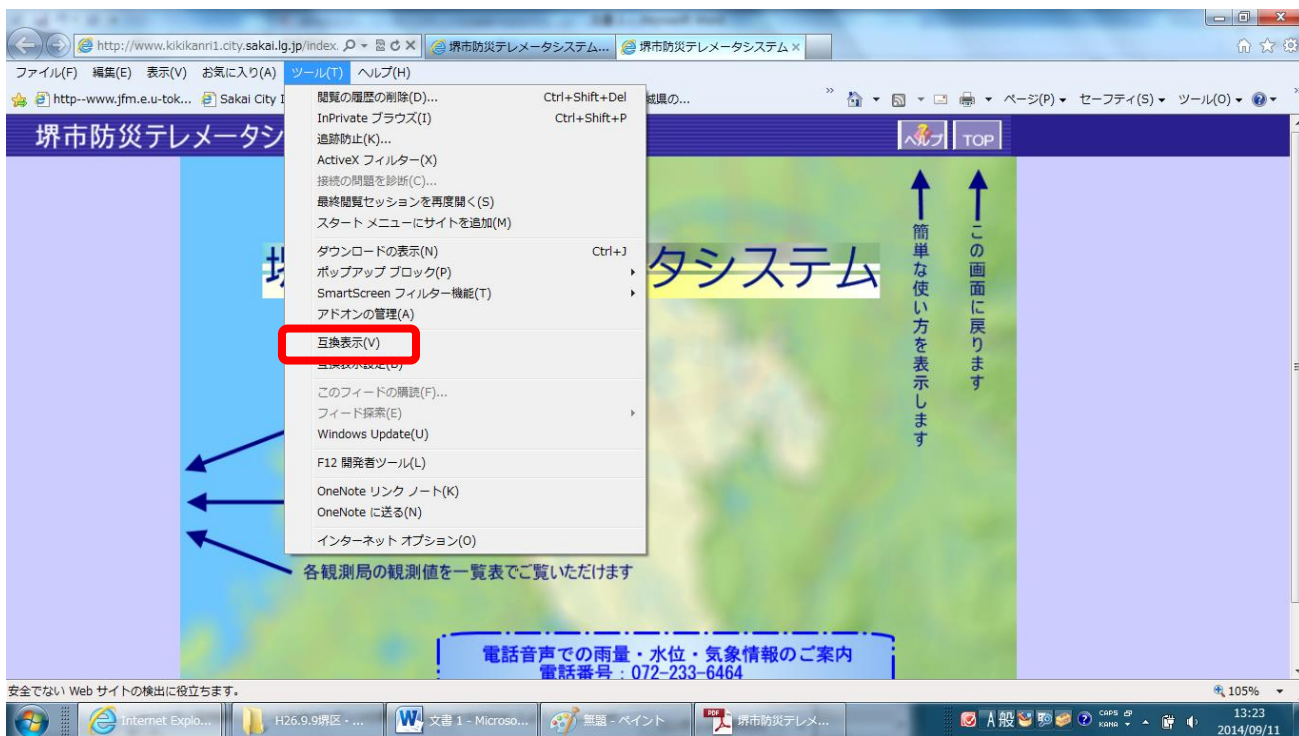 http://www.kikikanri1.city.sakai.lg.jp/index.
堺市防災テレメータシステム...
堺市防災テレメータシステム ×
ファイル(F) 編集(E) 表示(V) お気に入り(A) ツール(T) ヘルプ(H)
http--www.jfm.e.u-tok...
Sakai City
城県の...
ページ(P)
セーフティ(S)
ツール(O)
堺市防災テレメータシ
ヘルプ
TOP
閲覧の履歴の削除(D)... Ctrl+Shift+Del
InPrivate ブラウズ(I) Ctrl+Shift+P
追跡防止(K)...
ActiveX フィルター(X)
接続の問題を診断(C)...
最終閲覧セッションを再度開く(S)
スタート メニューにサイトを追加(M)
ダウンロードの表示(N) Ctrl+J
ポップアップ ブロック(P)
SmartScreen フィルター機能(T)
アドオンの管理(A)
互換表示(V)
互換表示設定(B)
このフィードの購読(F)...
フィード探索(E)
Windows Update(U)
F12 開発者ツール(L)
OneNote リンク ノート(K)
OneNote に送る(N)
インターネット オプション(O)
タシステム
簡単な使い方を表示します
この画面に戻ります
各観測局の観測値を一覧表でご覧いただけます
電話音声での雨量・水位・気象情報のご案内
電話番号：072-233-6464
安全でない Web サイトの検出に役立ちます。
105%
Internet Explo...
H26.9.9堺区・...
文書 1 - Microso...
無題 - ペイント
堺市防災テレメ...
A 般
CAPS
KANA
13:23
2014/09/11